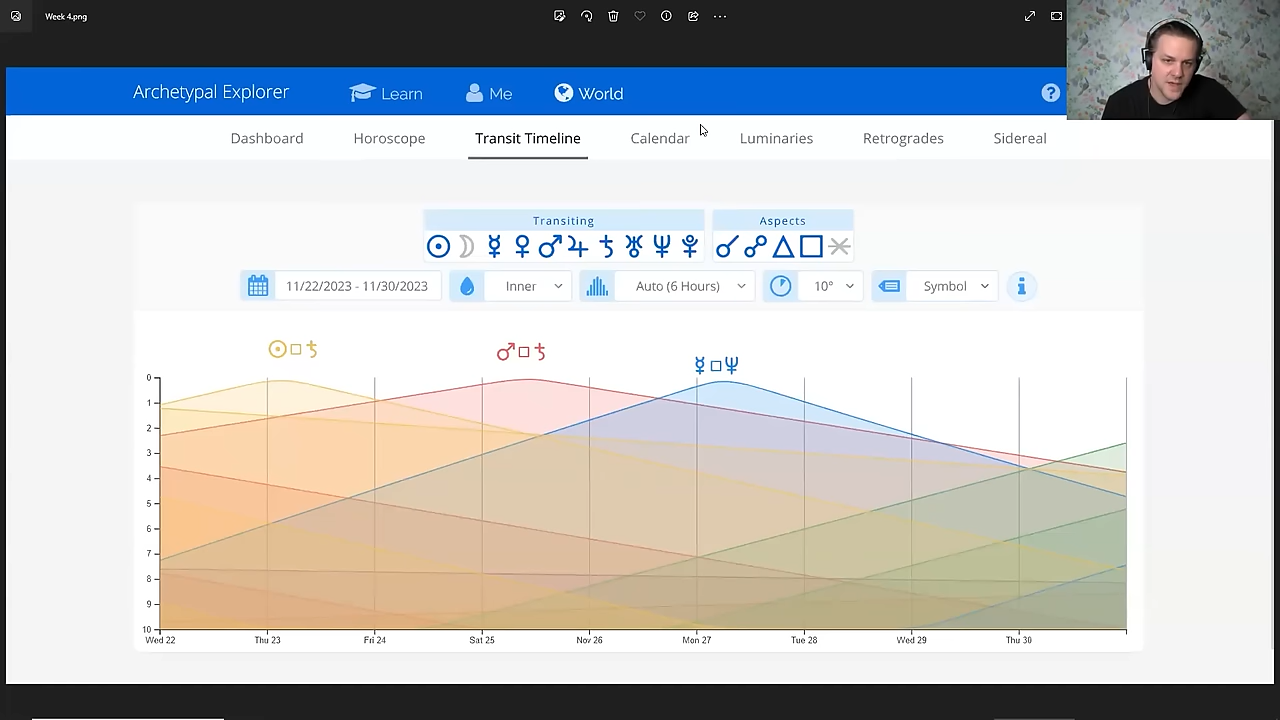 Week 4.png
Archetypal Explorer Learn Me World ?
Dashboard Horoscope Transit Timeline Calendar Luminaries Retrogrades Sidereal
Transiting Aspects
☉ ☽ ☿ ♀ ♂ ♃ ♄ ♅ ♆ ♇ ☌ ☍ △ □ ⚹
11/22/2023 - 11/30/2023 Inner Auto (6 Hours) 10° Symbol i
☉□♄ ♂□♄ ☿□♆
0
1
2
3
4
5
6
7
8
9
10
Wed 22 Thu 23 Fri 24 Sat 25 Nov 26 Mon 27 Tue 28 Wed 29 Thu 30